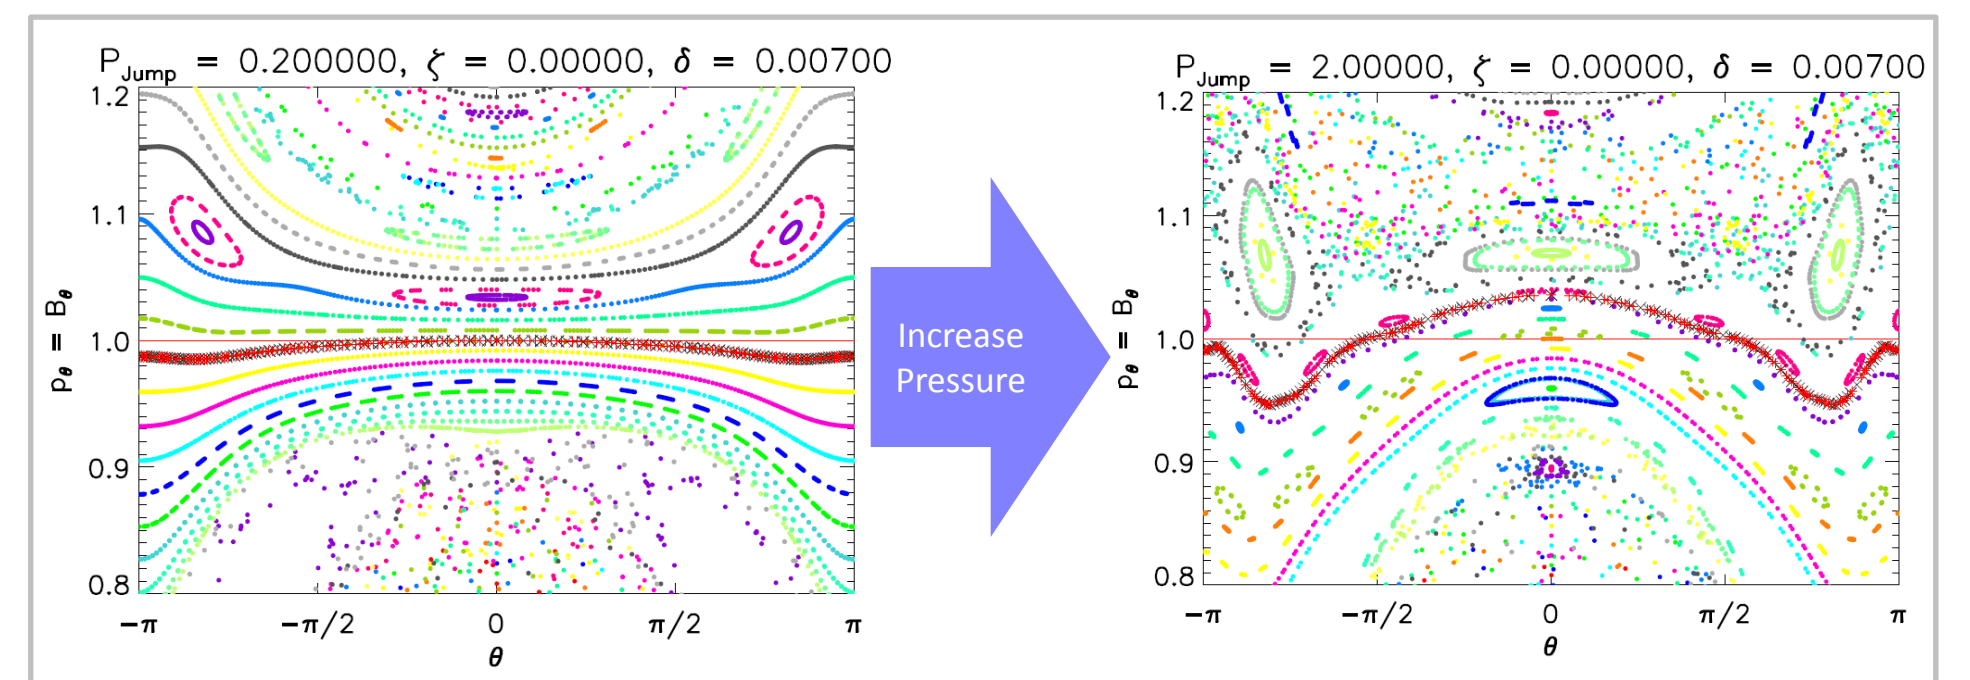 P_Jump = 0.200000, ζ = 0.00000, δ = 0.00700
1.2
1.1
1.0
0.9
0.8
p_θ = B_θ
−π
−π/2
0
π/2
π
θ
Increase
Pressure
P_Jump = 2.00000, ζ = 0.00000, δ = 0.00700
1.2
1.1
1.0
0.9
0.8
p_θ = B_θ
−π
−π/2
0
π/2
π
θ